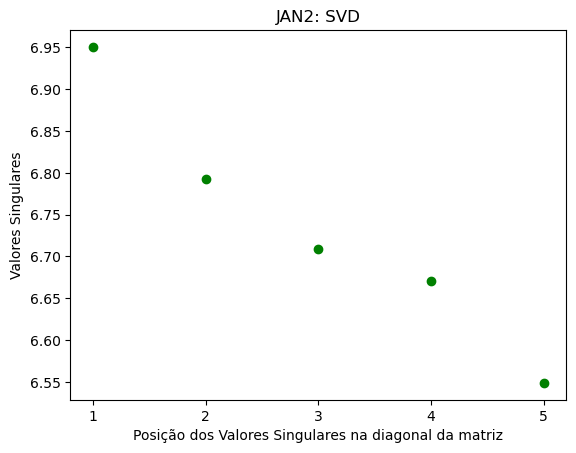 JAN2: SVD
Valores Singulares
6.95
6.90
6.85
6.80
6.75
6.70
6.65
6.60
6.55
1 2 3 4 5
Posição dos Valores Singulares na diagonal da matriz